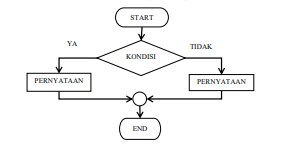 START
YA
TIDAK
KONDISI
PERNYATAAN
PERNYATAAN
END